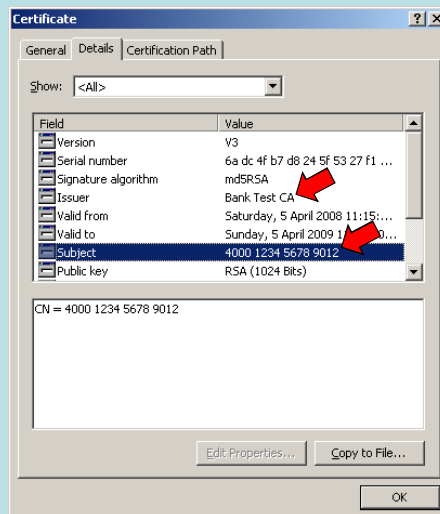 Certificate
General Details Certification Path
Show: <All>
Field Value
Version V3
Serial number 6a dc 4f b7 d8 24 5f 53 27 f1 ...
Signature algorithm md5RSA
Issuer Bank Test CA
Valid from Saturday, 5 April 2008 11:15:...
Valid to Sunday, 5 April 2009
Subject 4000 1234 5678 9012
Public key RSA (1024 Bits)
CN = 4000 1234 5678 9012
Edit Properties... Copy to File...
OK